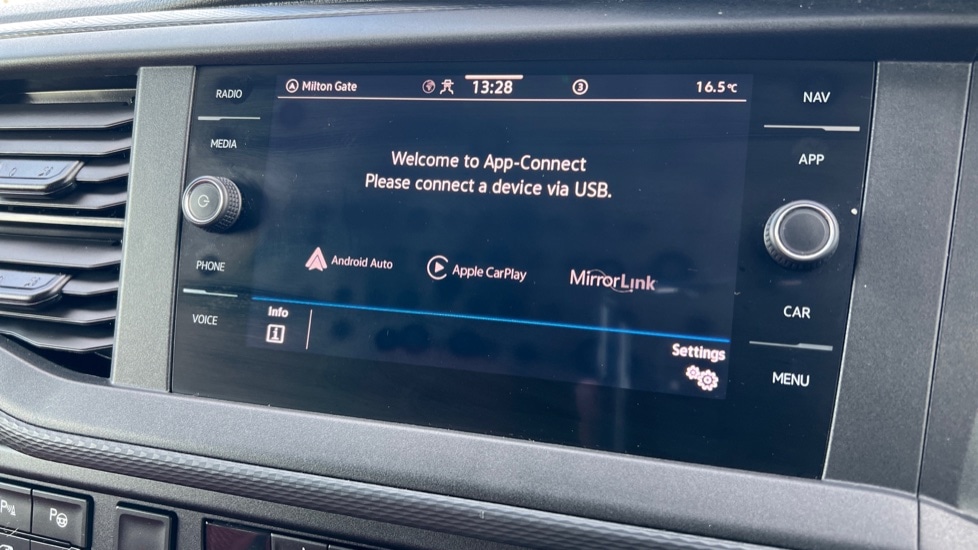 RADIO
MEDIA
PHONE
VOICE
Milton Gate
13:28
3
16.5°C
Welcome to App-Connect
Please connect a device via USB.
Android Auto
Apple CarPlay
MirrorLink
Info
i
Settings
NAV
APP
CAR
MENU
P
P